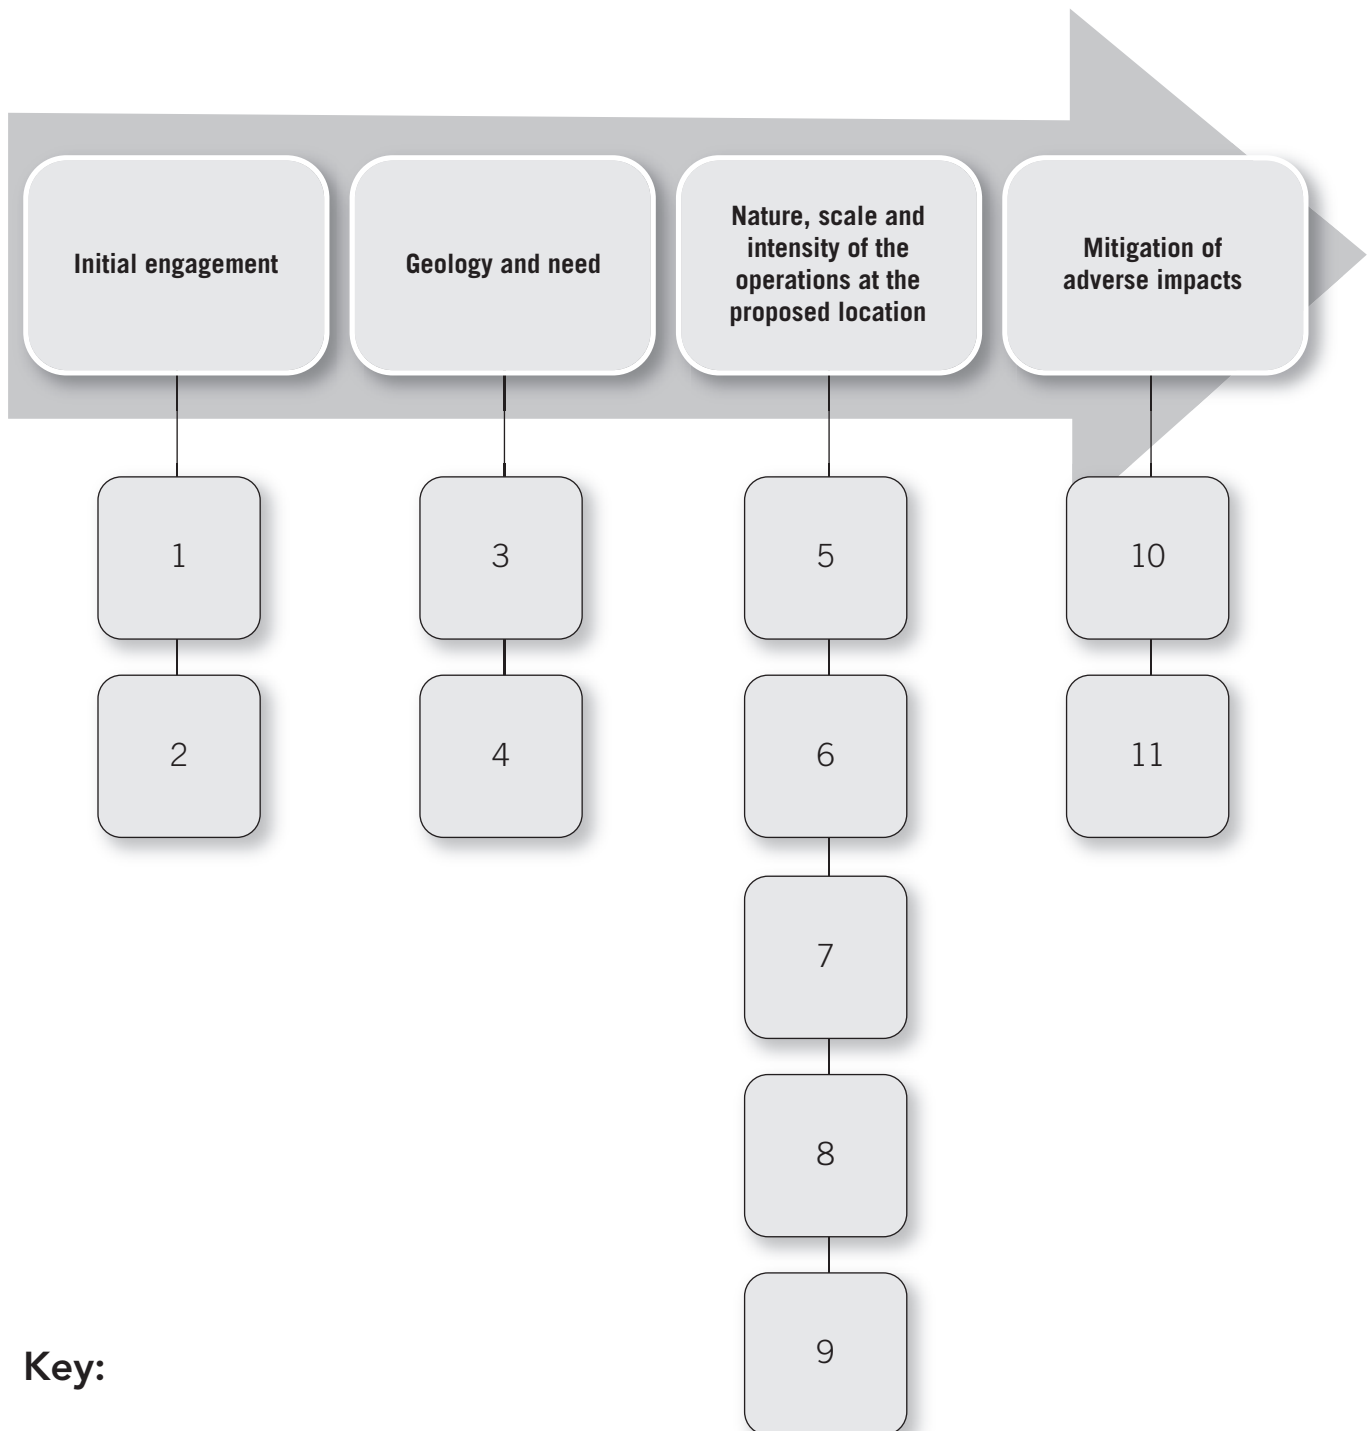 Initial engagement
Geology and need
Nature, scale and
intensity of the
operations at the
proposed location
Mitigation of
adverse impacts
1
2
3
4
5
6
7
8
9
10
11
Key: